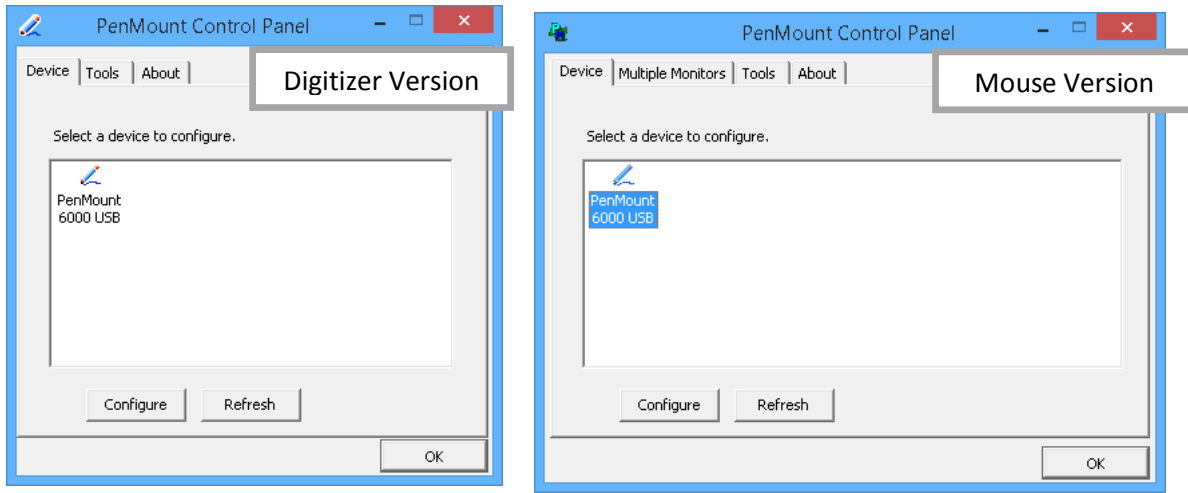 PenMount Control Panel
Device Tools About
Digitizer Version
Select a device to configure.
PenMount
6000 USB
Configure Refresh
OK
PenMount Control Panel
Device Multiple Monitors Tools About
Mouse Version
Select a device to configure.
PenMount
6000 USB
Configure Refresh
OK